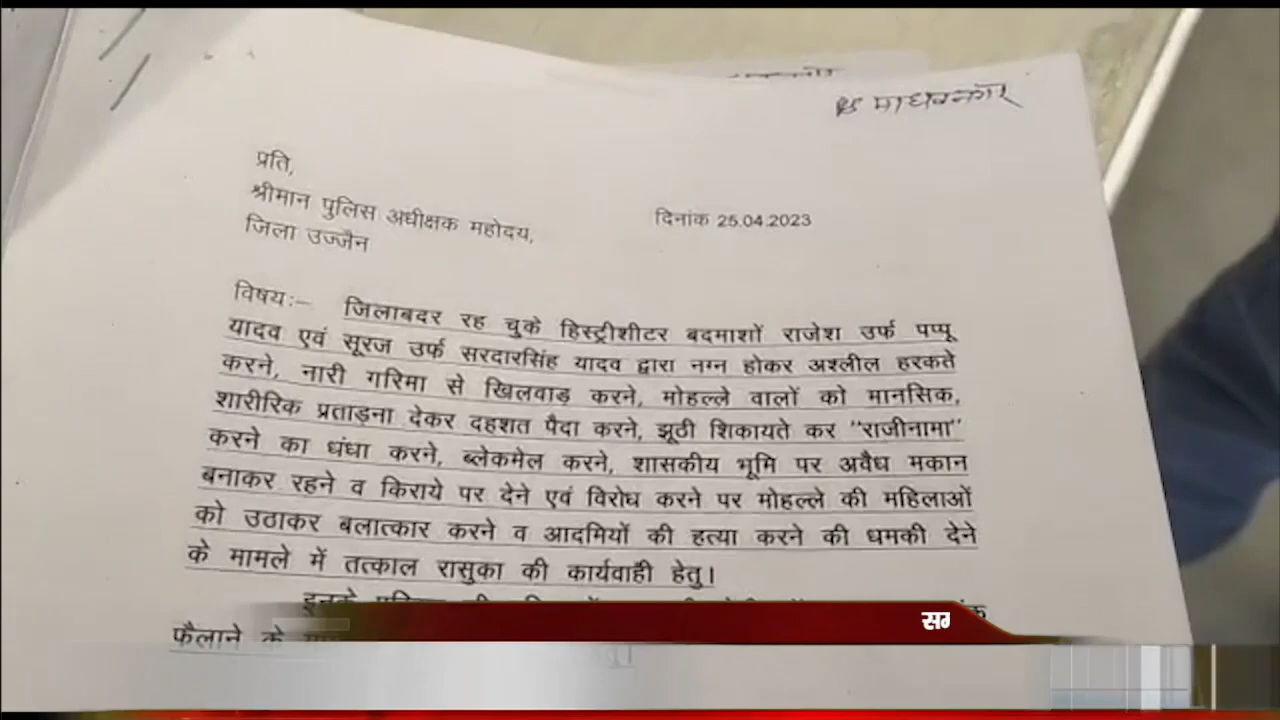 माधवनगर
प्रति,
श्रीमान पुलिस अधीक्षक महोदय,
दिनांक 25.04.2023
जिला उज्जैन
विषय:– जिलाबदर रह चुके हिस्ट्रीशीटर बदमाशों राजेश उर्फ पप्पू
यादव एवं सूरज उर्फ सरदारसिंह यादव द्वारा नग्न होकर अश्लील हरकते
करने, नारी गरिमा से खिलवाड़ करने, मोहल्ले वालों को मानसिक,
शारीरिक प्रताड़ना देकर दहशत पैदा करने, झूठी शिकायते कर "राजीनामा"
करने का धंधा करने, ब्लेकमेल करने, शासकीय भूमि पर अवैध मकान
बनाकर रहने व किराये पर देने एवं विरोध करने पर मोहल्ले की महिलाओं
को उठाकर बलात्कार करने व आदमियों की हत्या करने की धमकी देने
के मामले में तत्काल रासुका की कार्यवाही हेतु।
इनके
फैलाने के